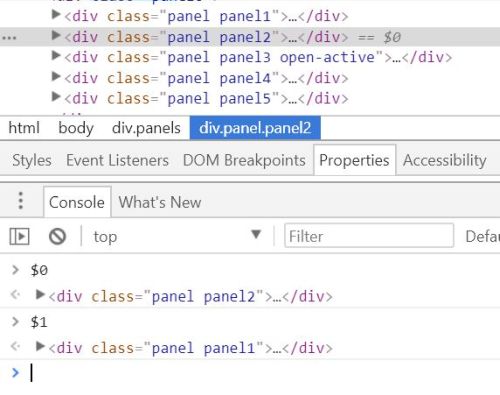 ▶<div class="panel panel1">…</div>
… ▶<div class="panel panel2">…</div> == $0
▶<div class="panel panel3 open-active">…</div>
▶<div class="panel panel4">…</div>
▶<div class="panel panel5">…</div>
html body div.panels div.panel.panel2
Styles Event Listeners DOM Breakpoints Properties Accessibility
Console What's New
top ▼ Filter Defa
> $0
<· ▶<div class="panel panel2">…</div>
> $1
<· ▶<div class="panel panel1">…</div>
>